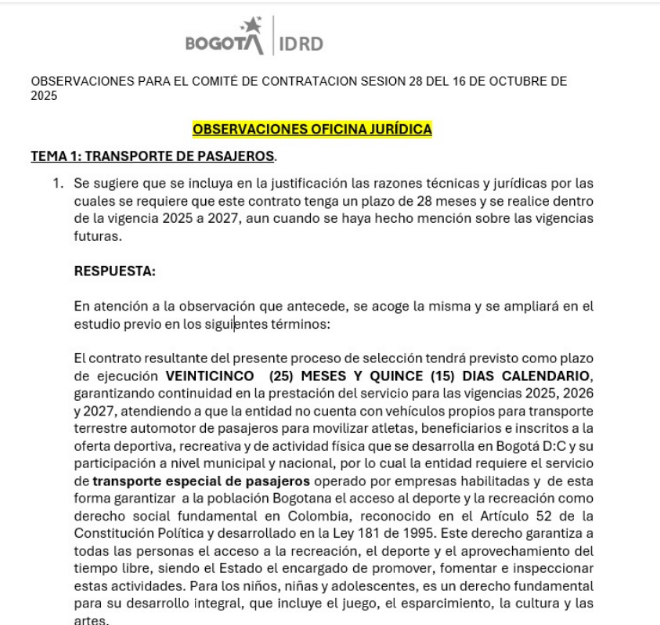 BOGOTÁ IDRD
OBSERVACIONES PARA EL COMITÉ DE CONTRATACION SESION 28 DEL 16 DE OCTUBRE DE
2025
OBSERVACIONES OFICINA JURÍDICA
TEMA 1: TRANSPORTE DE PASAJEROS.
1. Se sugiere que se incluya en la justificación las razones técnicas y jurídicas por las
cuales se requiere que este contrato tenga un plazo de 28 meses y se realice dentro
de la vigencia 2025 a 2027, aun cuando se haya hecho mención sobre las vigencias
futuras.
RESPUESTA:
En atención a la observación que antecede, se acoge la misma y se ampliará en el
estudio previo en los siguientes términos:
El contrato resultante del presente proceso de selección tendrá previsto como plazo
de ejecución VEINTICINCO (25) MESES Y QUINCE (15) DIAS CALENDARIO,
garantizando continuidad en la prestación del servicio para las vigencias 2025, 2026
y 2027, atendiendo a que la entidad no cuenta con vehículos propios para transporte
terrestre automotor de pasajeros para movilizar atletas, beneficiarios e inscritos a la
oferta deportiva, recreativa y de actividad física que se desarrolla en Bogotá D:C y su
participación a nivel municipal y nacional, por lo cual la entidad requiere el servicio
de transporte especial de pasajeros operado por empresas habilitadas y de esta
forma garantizar a la población Bogotana el acceso al deporte y la recreación como
derecho social fundamental en Colombia, reconocido en el Artículo 52 de la
Constitución Política y desarrollado en la Ley 181 de 1995. Este derecho garantiza a
todas las personas el acceso a la recreación, el deporte y el aprovechamiento del
tiempo libre, siendo el Estado el encargado de promover, fomentar e inspeccionar
estas actividades. Para los niños, niñas y adolescentes, es un derecho fundamental
para su desarrollo integral, que incluye el juego, el esparcimiento, la cultura y las
artes.